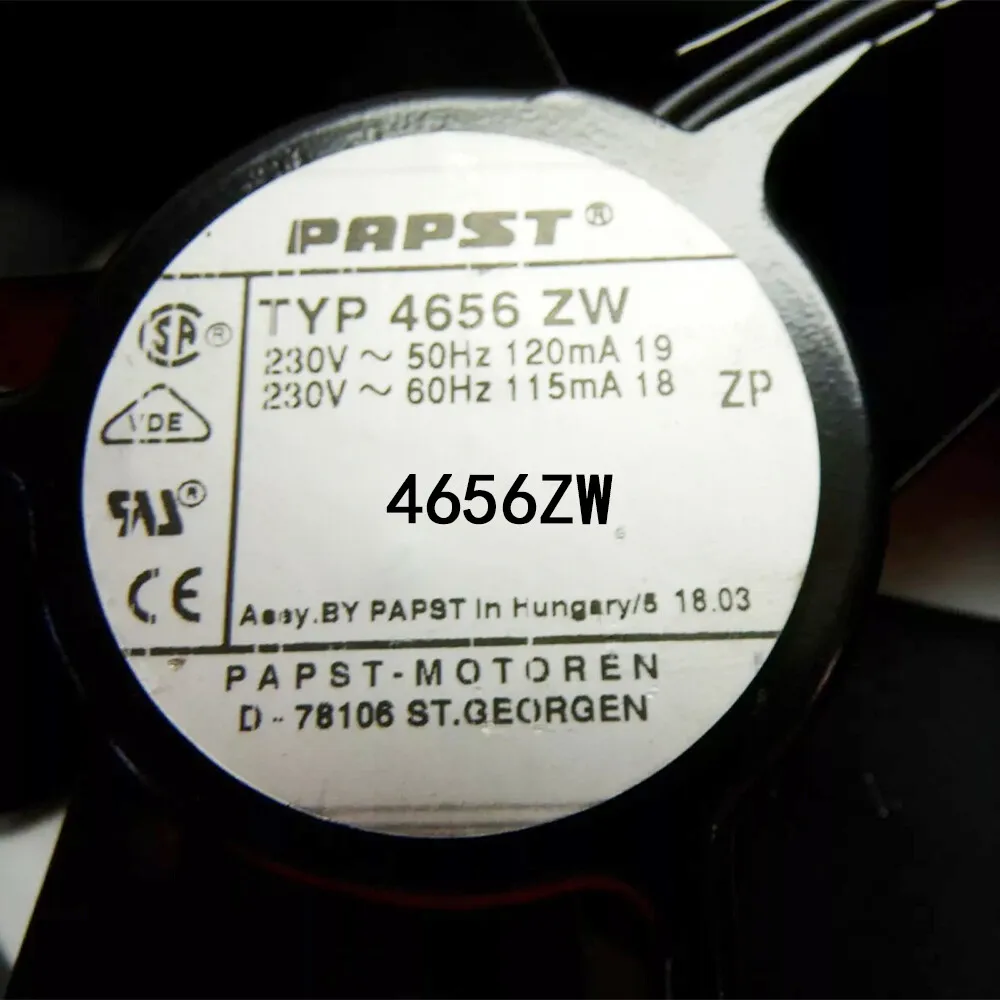 PAPST®
TYP 4656 ZW
230V ~ 50Hz 120mA 19
230V ~ 60Hz 115mA 18
ZP
SA®
VDE
®
CE
4656ZW
Assy.BY PAPST In Hungary/5 18.03
PAPST-MOTOREN
D-78106 ST.GEORGEN